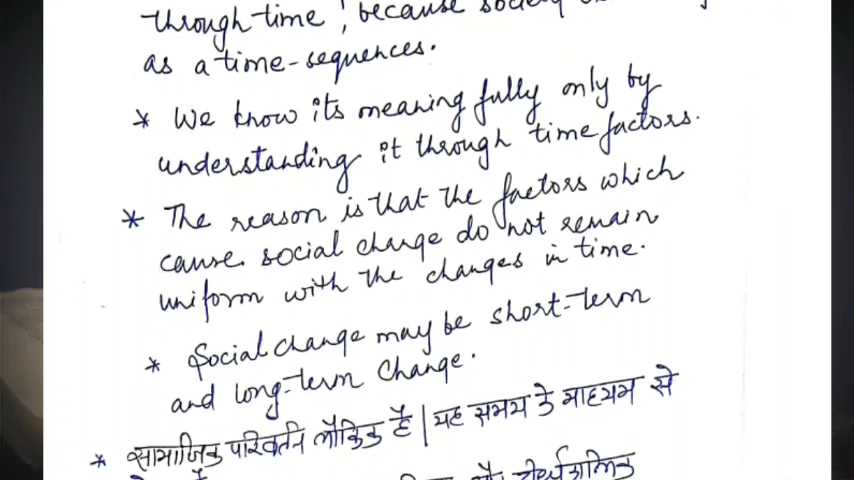 through time, because society
as a time-sequences.
* We know its meaning fully only by
understanding it through time factors.
* The reason is that the factors which
cause social change do not remain
uniform with the changes in time.
* Social change may be short-term
and long-term change.
* सामाजिक परिवर्तन लौकिक है | यह समय के माध्यम से